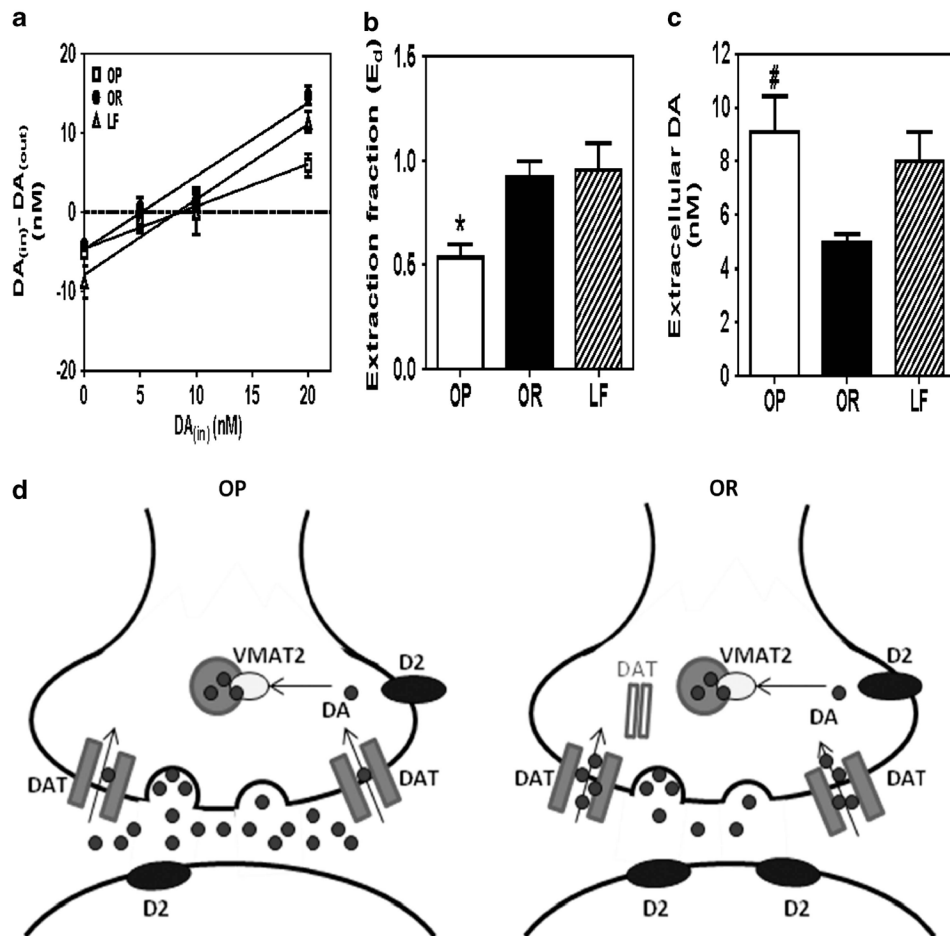 a
20
10
0
-10
-20
OP
OR
LF
DA(in)- DA(out)
(nM)
0
5
10
15
20
DA(in) (nM)
b
Extraction fraction (Ed)
1.5
1.0
0.5
0.0
*
OP
OR
LF
c
Extracellular DA
(nM)
12
10
8
6
4
2
0
#
OP
OR
LF
d
OP
VMAT2
D2
DA
DAT
DAT
D2
OR
DAT
VMAT2
D2
DA
DAT
DAT
D2
D2